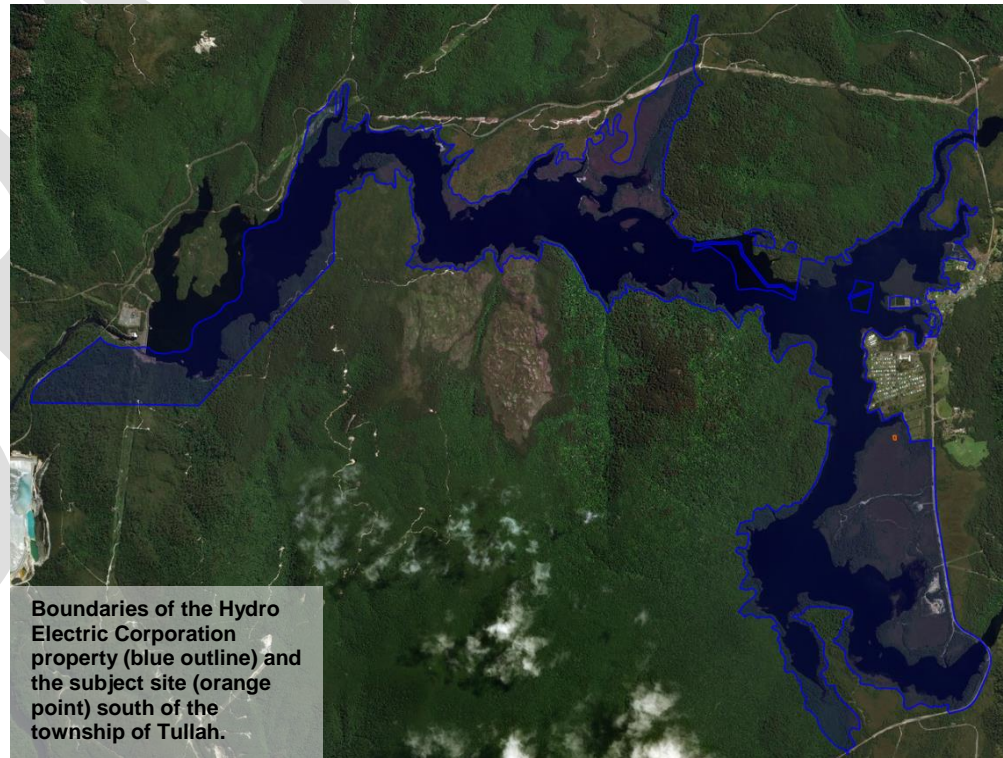 Boundaries of the Hydro
Electric Corporation
property (blue outline) and
the subject site (orange
point) south of the
township of Tullah.